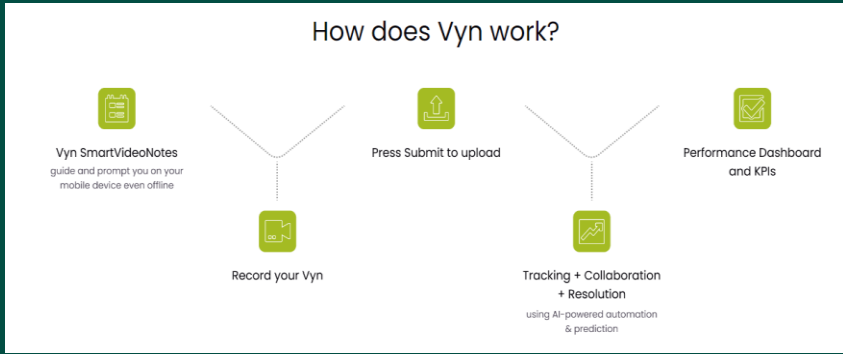 How does Vyn work?
Vyn SmartVideoNotes
guide and prompt you on your
mobile device even offline
Record your Vyn
Press Submit to upload
Tracking + Collaboration
+ Resolution
using AI-powered automation
& prediction
Performance Dashboard
and KPIs